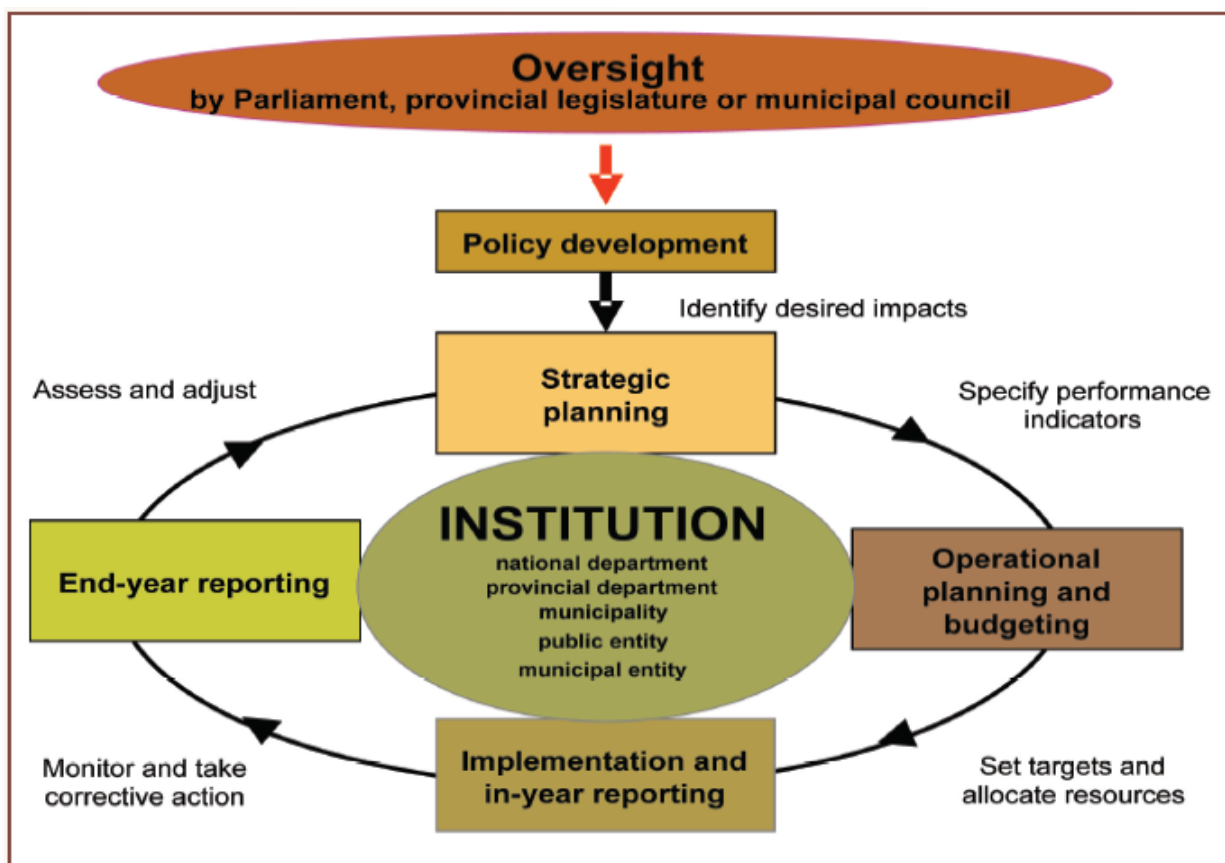 Oversight
by Parliament, provincial legislature or municipal council
Policy development
Identify desired impacts
Strategic
planning
Assess and adjust
Specify performance
indicators
INSTITUTION
national department
provincial department
municipality
public entity
municipal entity
End-year reporting
Operational
planning and
budgeting
Implementation and
in-year reporting
Monitor and take
corrective action
Set targets and
allocate resources